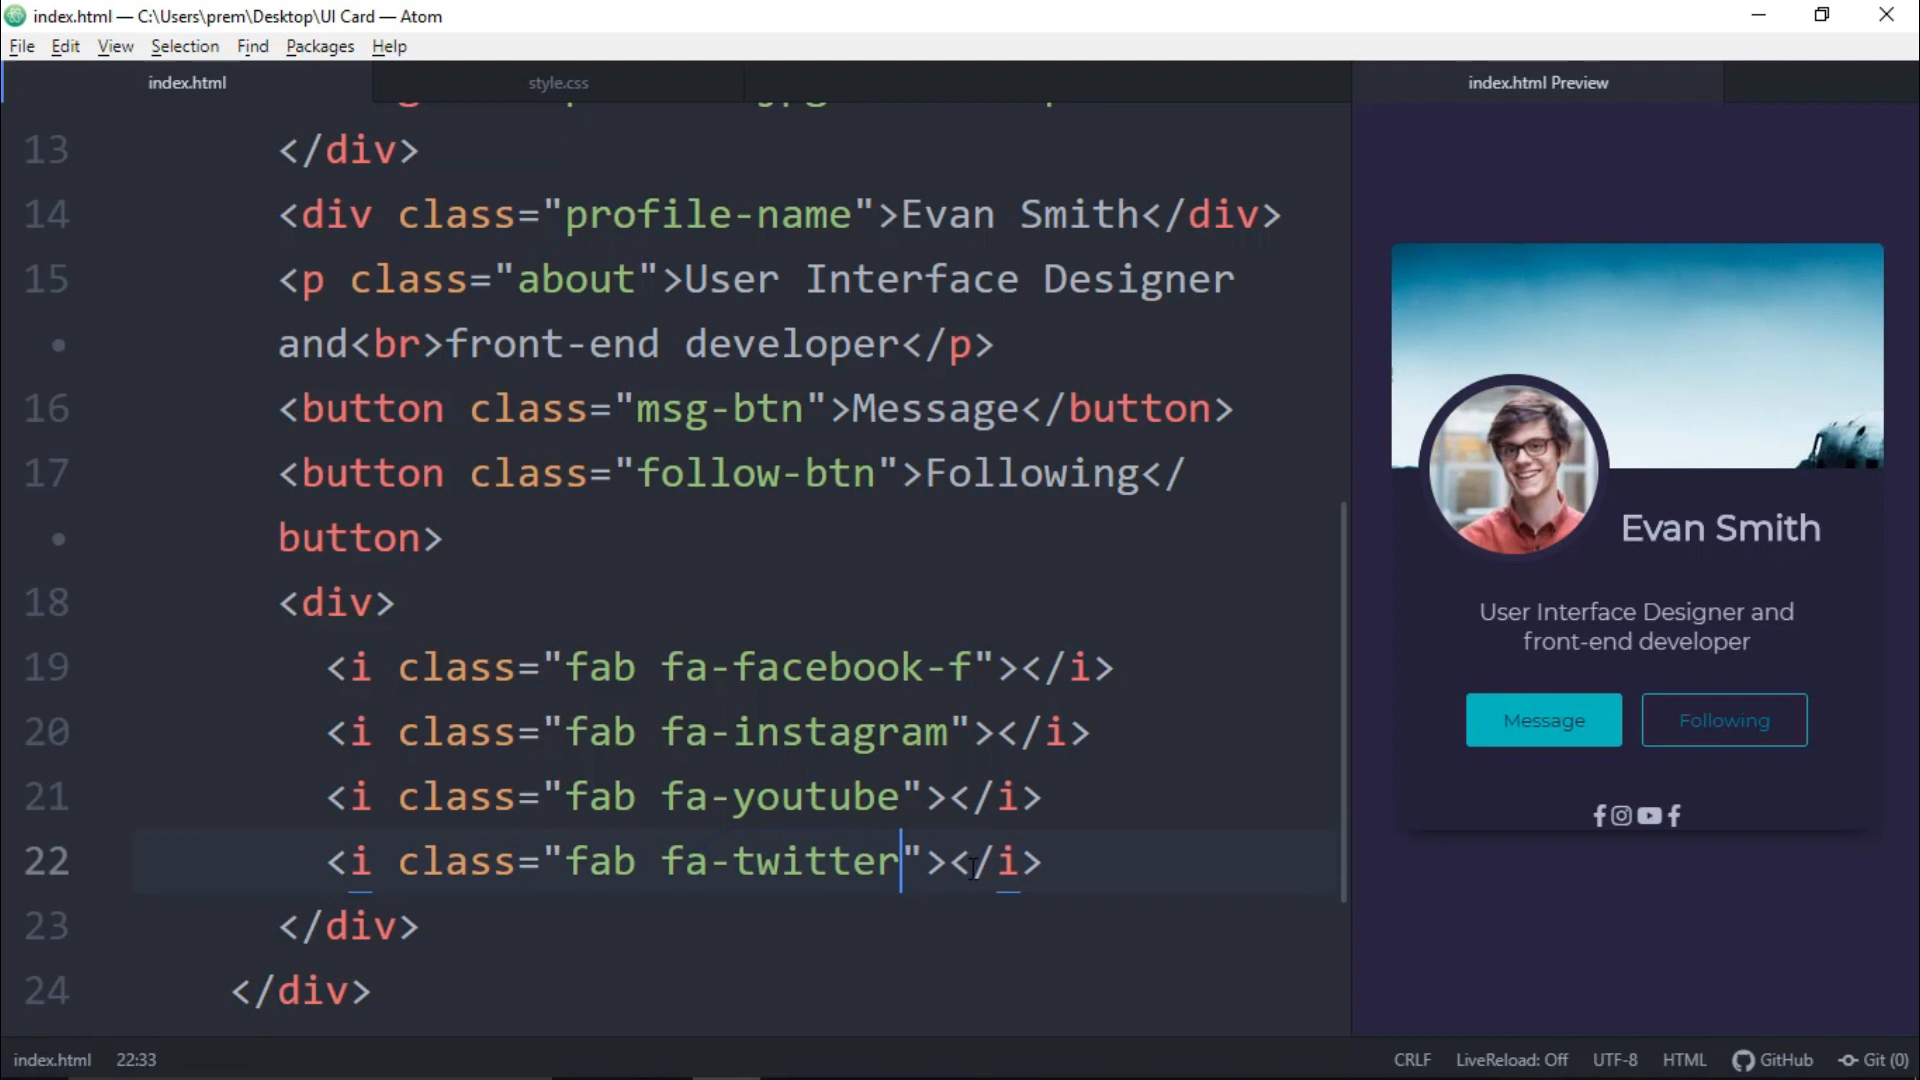 index.html — C:\Users\prem\Desktop\UI Card — Atom
File Edit View Selection Find Packages Help
index.html style.css index.html Preview
13 </div>
14 <div class="profile-name">Evan Smith</div>
15 <p class="about">User Interface Designer
• and<br>front-end developer</p>
16 <button class="msg-btn">Message</button>
17 <button class="follow-btn">Following</
• button>
18 <div>
19 <i class="fab fa-facebook-f"></i>
20 <i class="fab fa-instagram"></i>
21 <i class="fab fa-youtube"></i>
22 <i class="fab fa-twitter"></i>
23 </div>
24 </div>
Evan Smith
User Interface Designer and
front-end developer
Message Following
index.html 22:33 CRLF LiveReload: Off UTF-8 HTML GitHub Git (0)